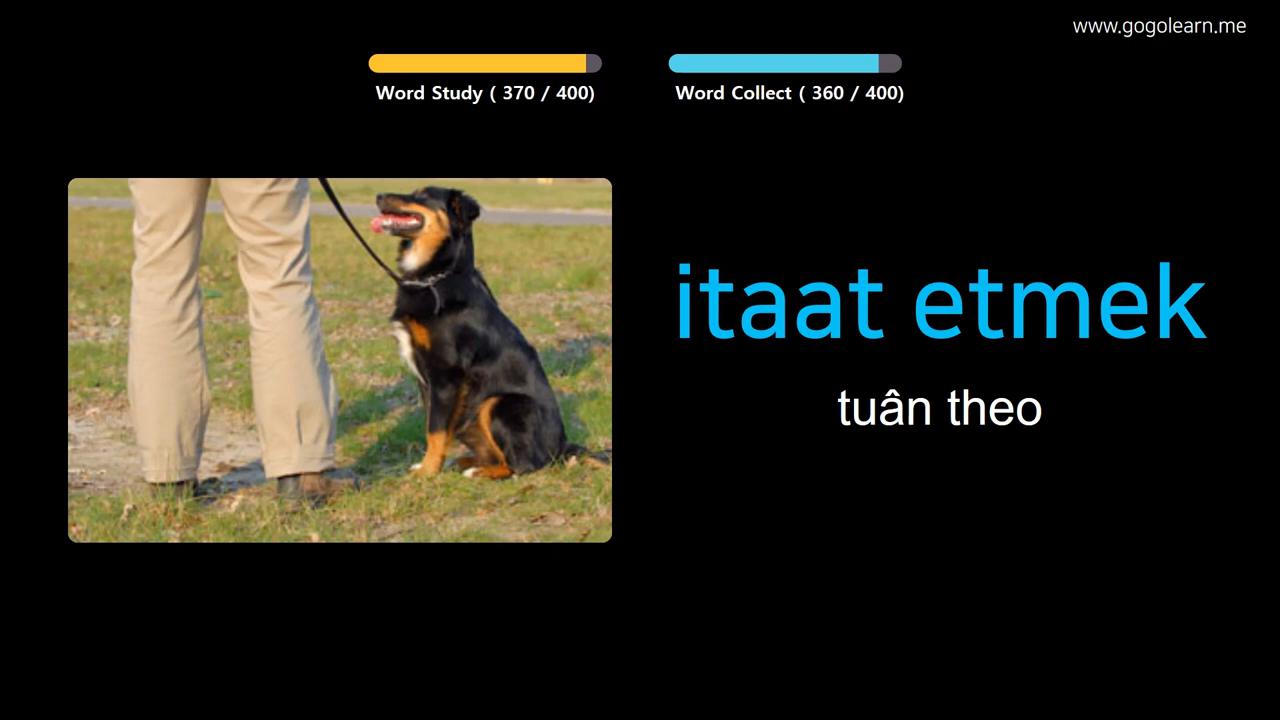 www.gogolearn.me
Word Study ( 370 / 400)
Word Collect ( 360 / 400)
itaat etmek
tuân theo